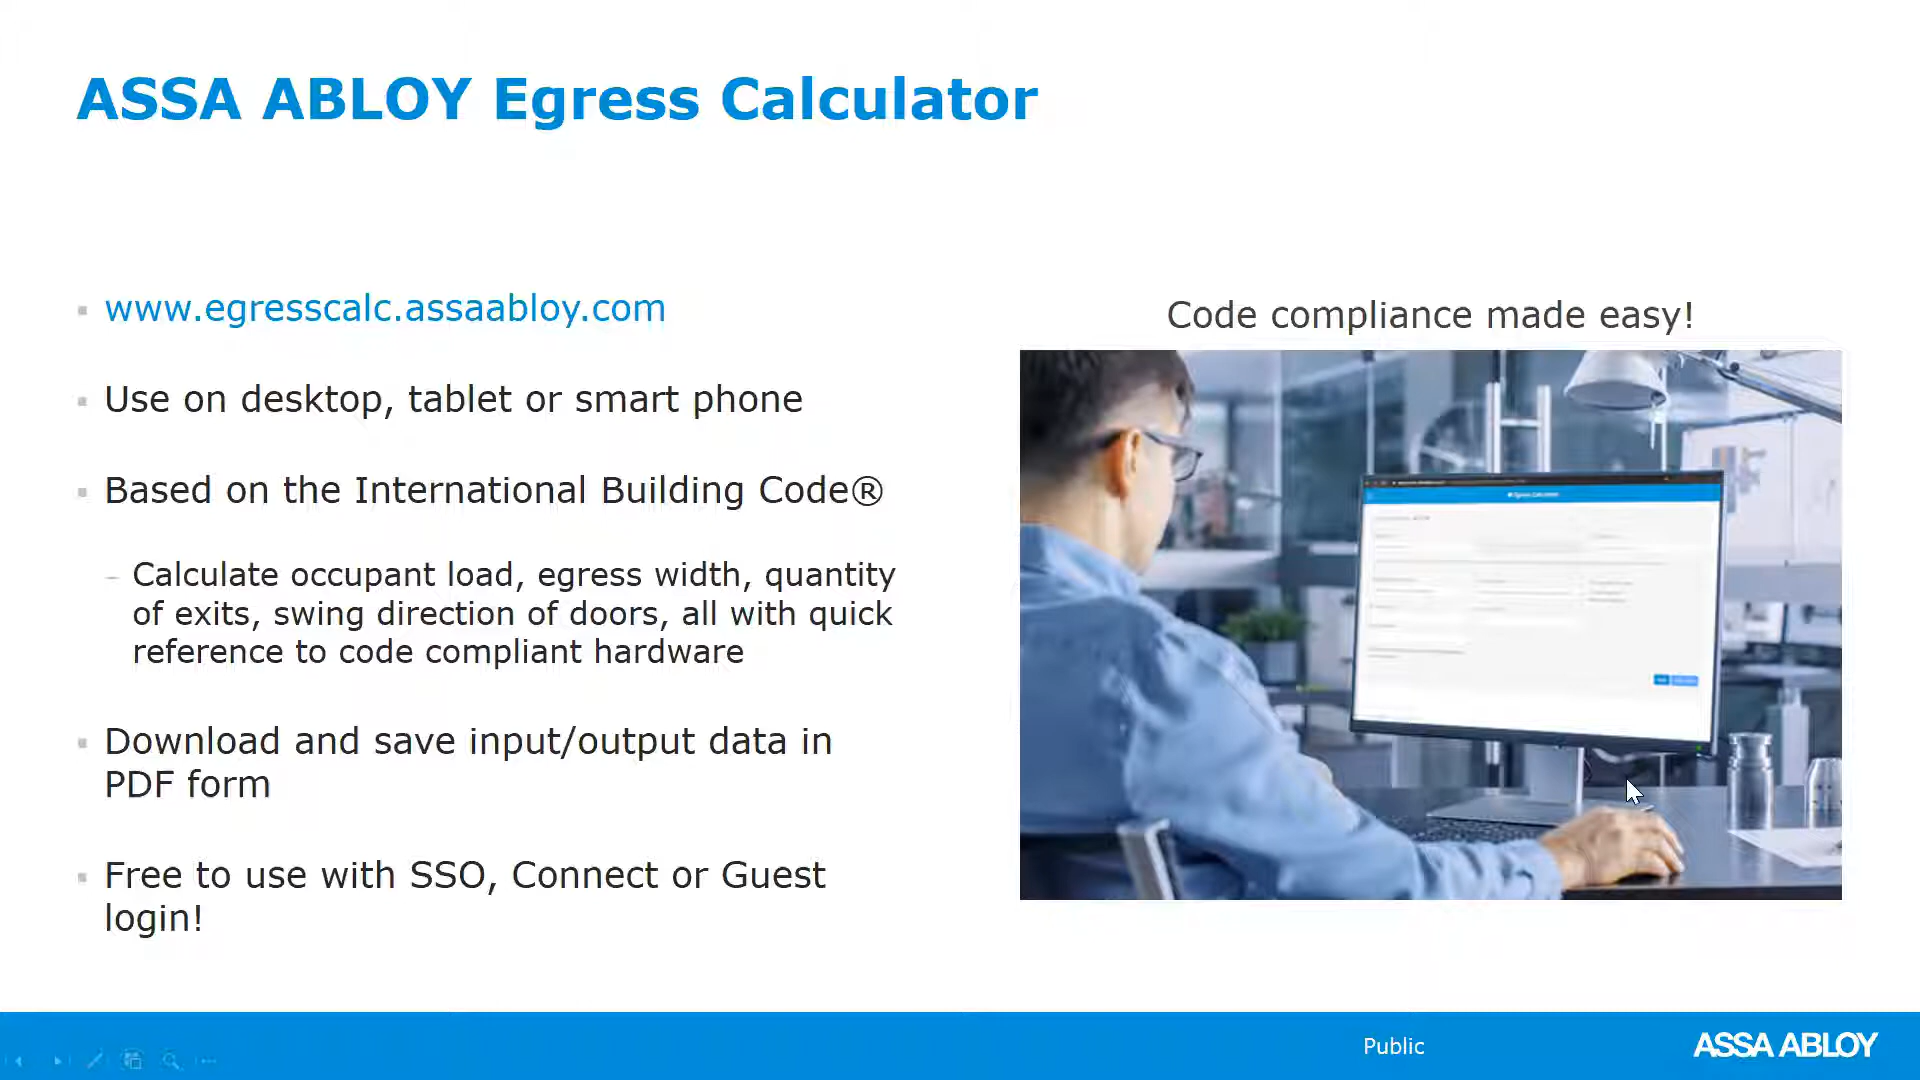 ASSA ABLOY Egress Calculator
www.egresscalc.assaabloy.com
Use on desktop, tablet or smart phone
Based on the International Building Code®
Calculate occupant load, egress width, quantity
of exits, swing direction of doors, all with quick
reference to code compliant hardware
Download and save input/output data in
PDF form
Free to use with SSO, Connect or Guest
login!
Code compliance made easy!
Egress Calculator
Public
ASSA ABLOY